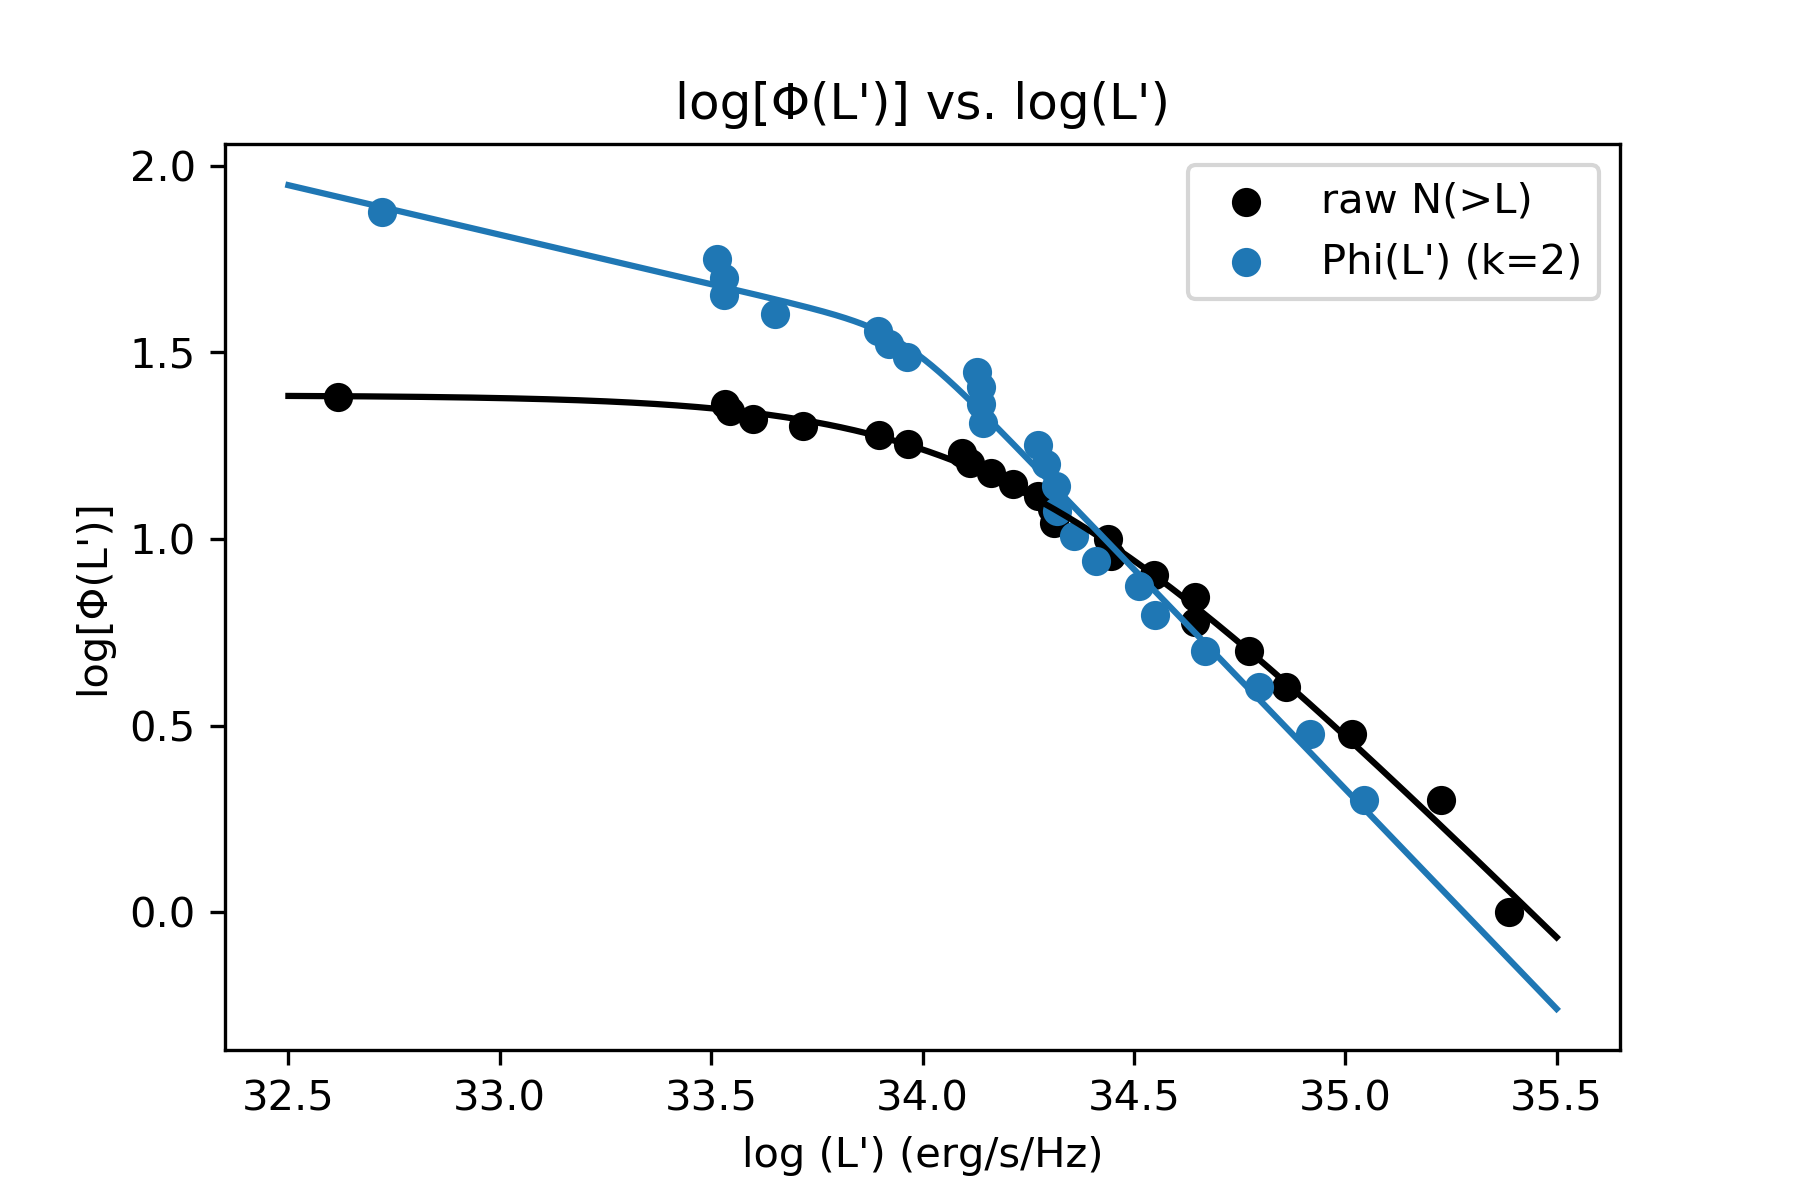 log[Φ(L')] vs. log(L')
raw N(>L)
Phi(L') (k=2)
log[Φ(L')]
2.0
1.5
1.0
0.5
0.0
32.5 33.0 33.5 34.0 34.5 35.0 35.5
log (L') (erg/s/Hz)